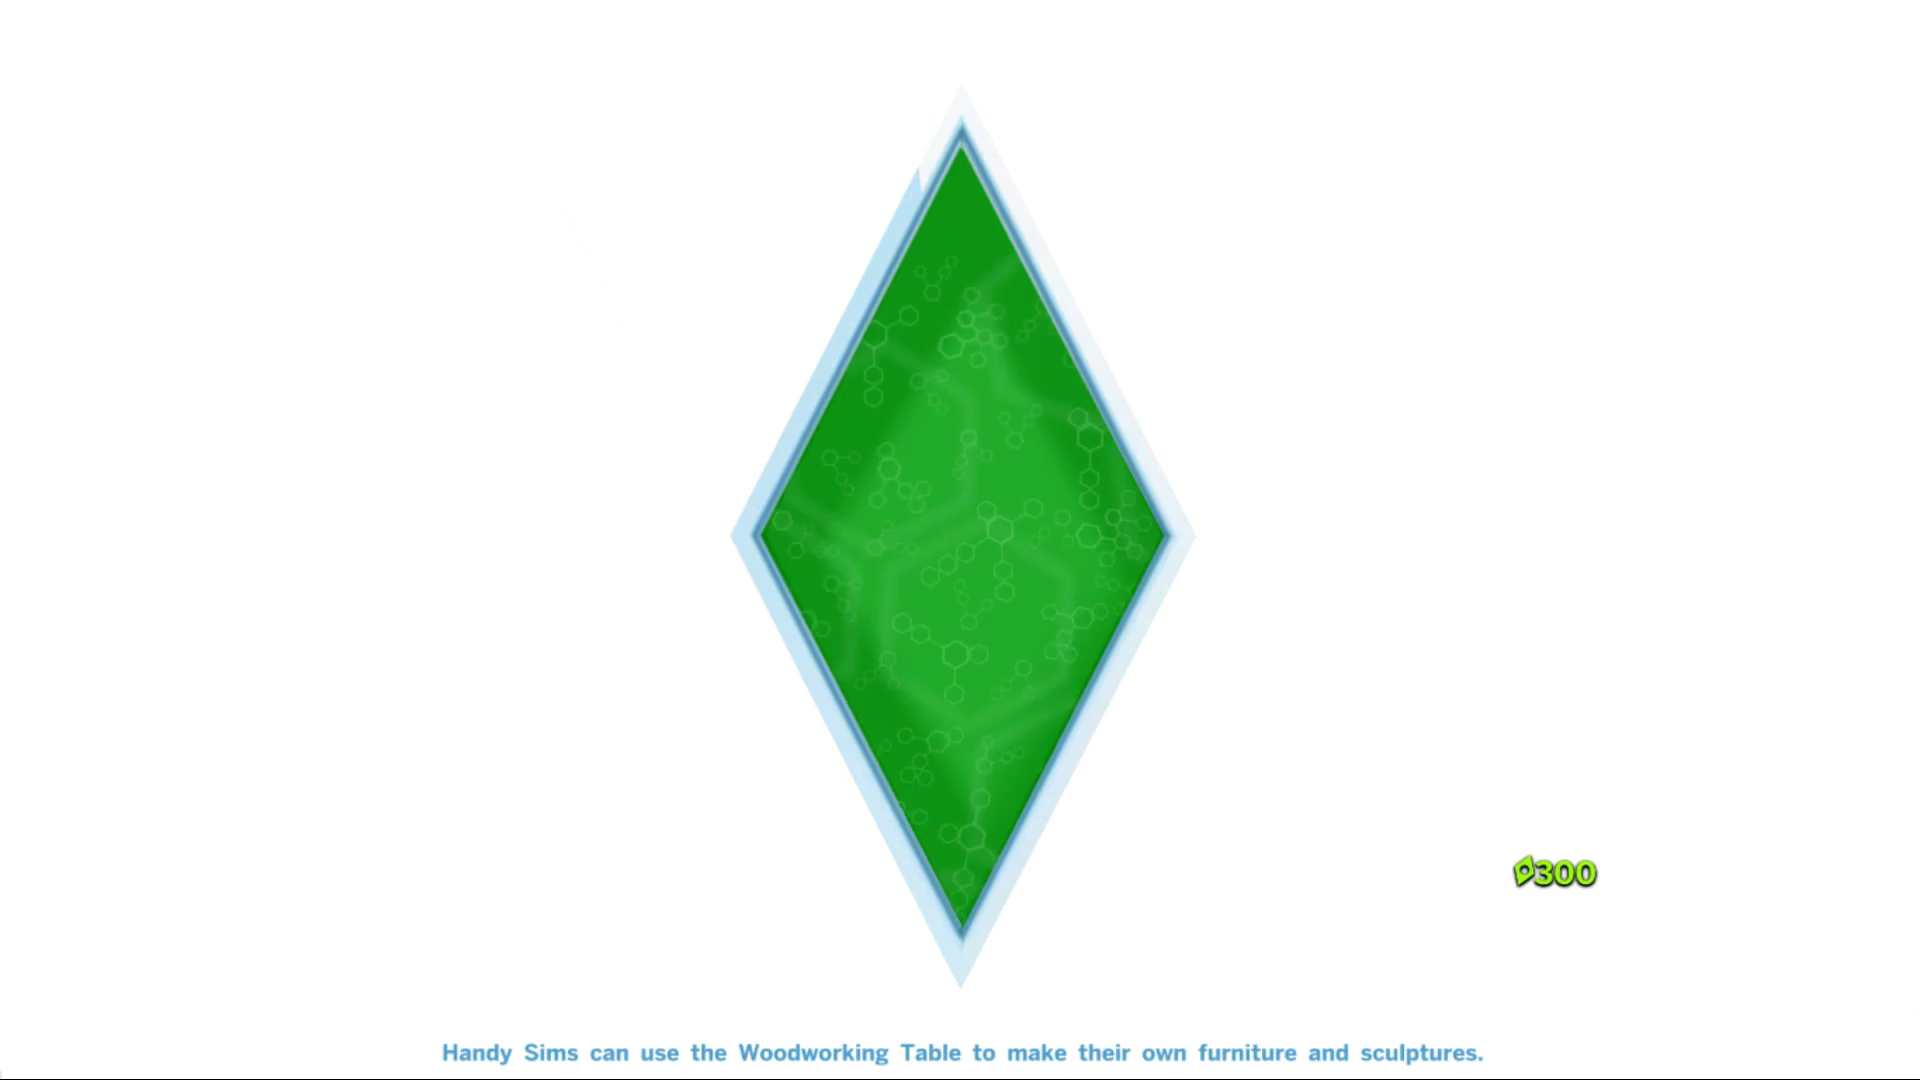 300
Handy Sims can use the Woodworking Table to make their own furniture and sculptures.